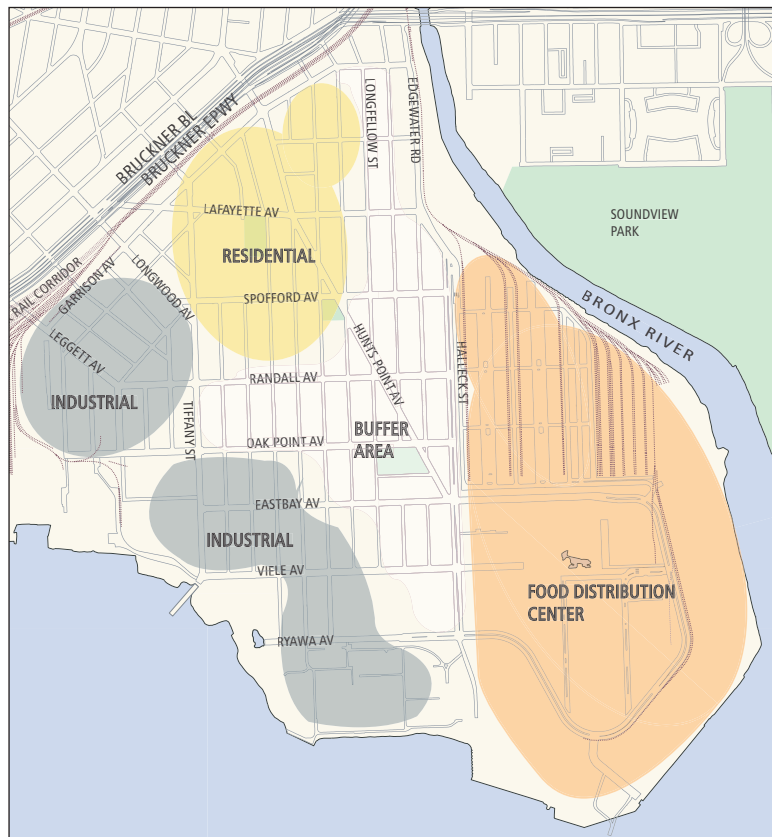 BRUCKNER BL
BRUCKNER EPWY
LONGFELLOW ST
EDGEWATER RD
LAFAYETTE AV
SOUNDVIEW
PARK
RESIDENTIAL
RAIL CORRIDOR
GARRISON AV
LONGWOOD AV
SPOFFORD AV
BRONX RIVER
LEGGETT AV
HUNTS POINT AV
HALLECK ST
RANDALL AV
INDUSTRIAL
TIFFANY ST
BUFFER
AREA
OAK POINT AV
EASTBAY AV
INDUSTRIAL
VIELE AV
FOOD DISTRIBUTION
CENTER
RYAWA AV